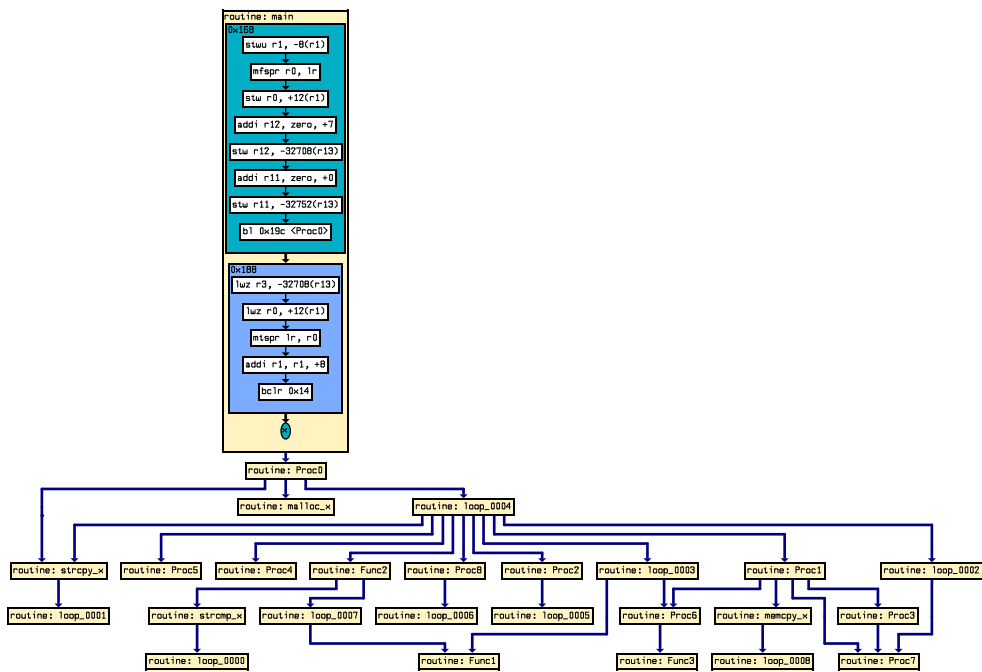 routine: main
0x168
stwu r1, -8(r1)
mfspr r0, lr
stw r0, +12(r1)
addi r12, zero, +7
stw r12, -32708(r13)
addi r11, zero, +0
stw r11, -32752(r13)
bl 0x19c <Proc0>
0x188
lwz r3, -32708(r13)
lwz r0, +12(r1)
mtspr lr, r0
addi r1, r1, +8
bclr 0x14
x
routine: Proc0
routine: malloc_x
routine: loop_0004
routine: strcpy_x
routine: Proc5
routine: Proc4
routine: Func2
routine: Proc8
routine: Proc2
routine: loop_0003
routine: Proc1
routine: loop_0002
routine: loop_0001
routine: strcmp_x
routine: loop_0007
routine: loop_0006
routine: loop_0005
routine: Proc6
routine: memcpy_x
routine: Proc3
routine: loop_0000
routine: Func1
routine: Func3
routine: loop_0008
routine: Proc7